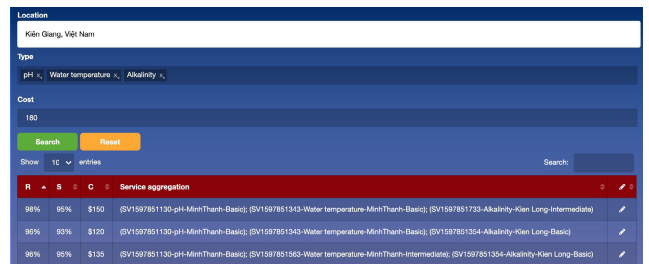 Location
Kiên Giang, Việt Nam
Type
pH x, Water temperature x, Alkalinity x,
Cost
180
Search Reset
Show 10 entries Search:
R S C Service aggregation
98% 95% $150 (SV1597851130-pH-MinhThanh-Basic); (SV1597851343-Water temperature-MinhThanh-Basic); (SV1597851733-Alkalinity-Kien Long-Intermediate)
96% 93% $120 (SV1597851130-pH-MinhThanh-Basic); (SV1597851343-Water temperature-MinhThanh-Basic); (SV1597851354-Alkalinity-Kien Long-Basic)
96% 95% $135 (SV1597851130-pH-MinhThanh-Basic); (SV1597851563-Water temperature-MinhThanh-Intermediate); (SV1597851354-Alkalinity-Kien Long-Basic)